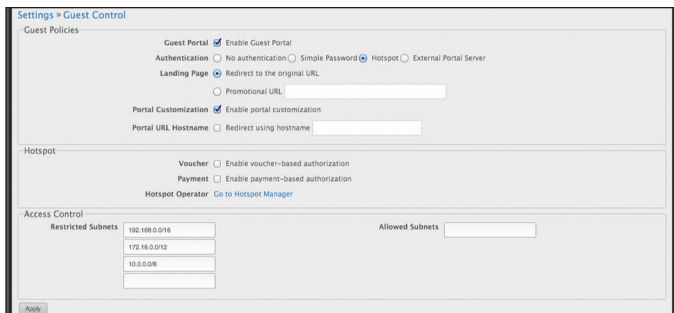 Settings » Guest Control
Guest Policies
Guest Portal Enable Guest Portal
Authentication No authentication Simple Password Hotspot External Portal Server
Landing Page Redirect to the original URL
Promotional URL
Portal Customization Enable portal customization
Portal URL Hostname Redirect using hostname
Hotspot
Voucher Enable voucher-based authorization
Payment Enable payment-based authorization
Hotspot Operator Go to Hotspot Manager
Access Control
Restricted Subnets 192.168.0.0/16 Allowed Subnets
172.16.0.0/12
10.0.0.0/8
Apply